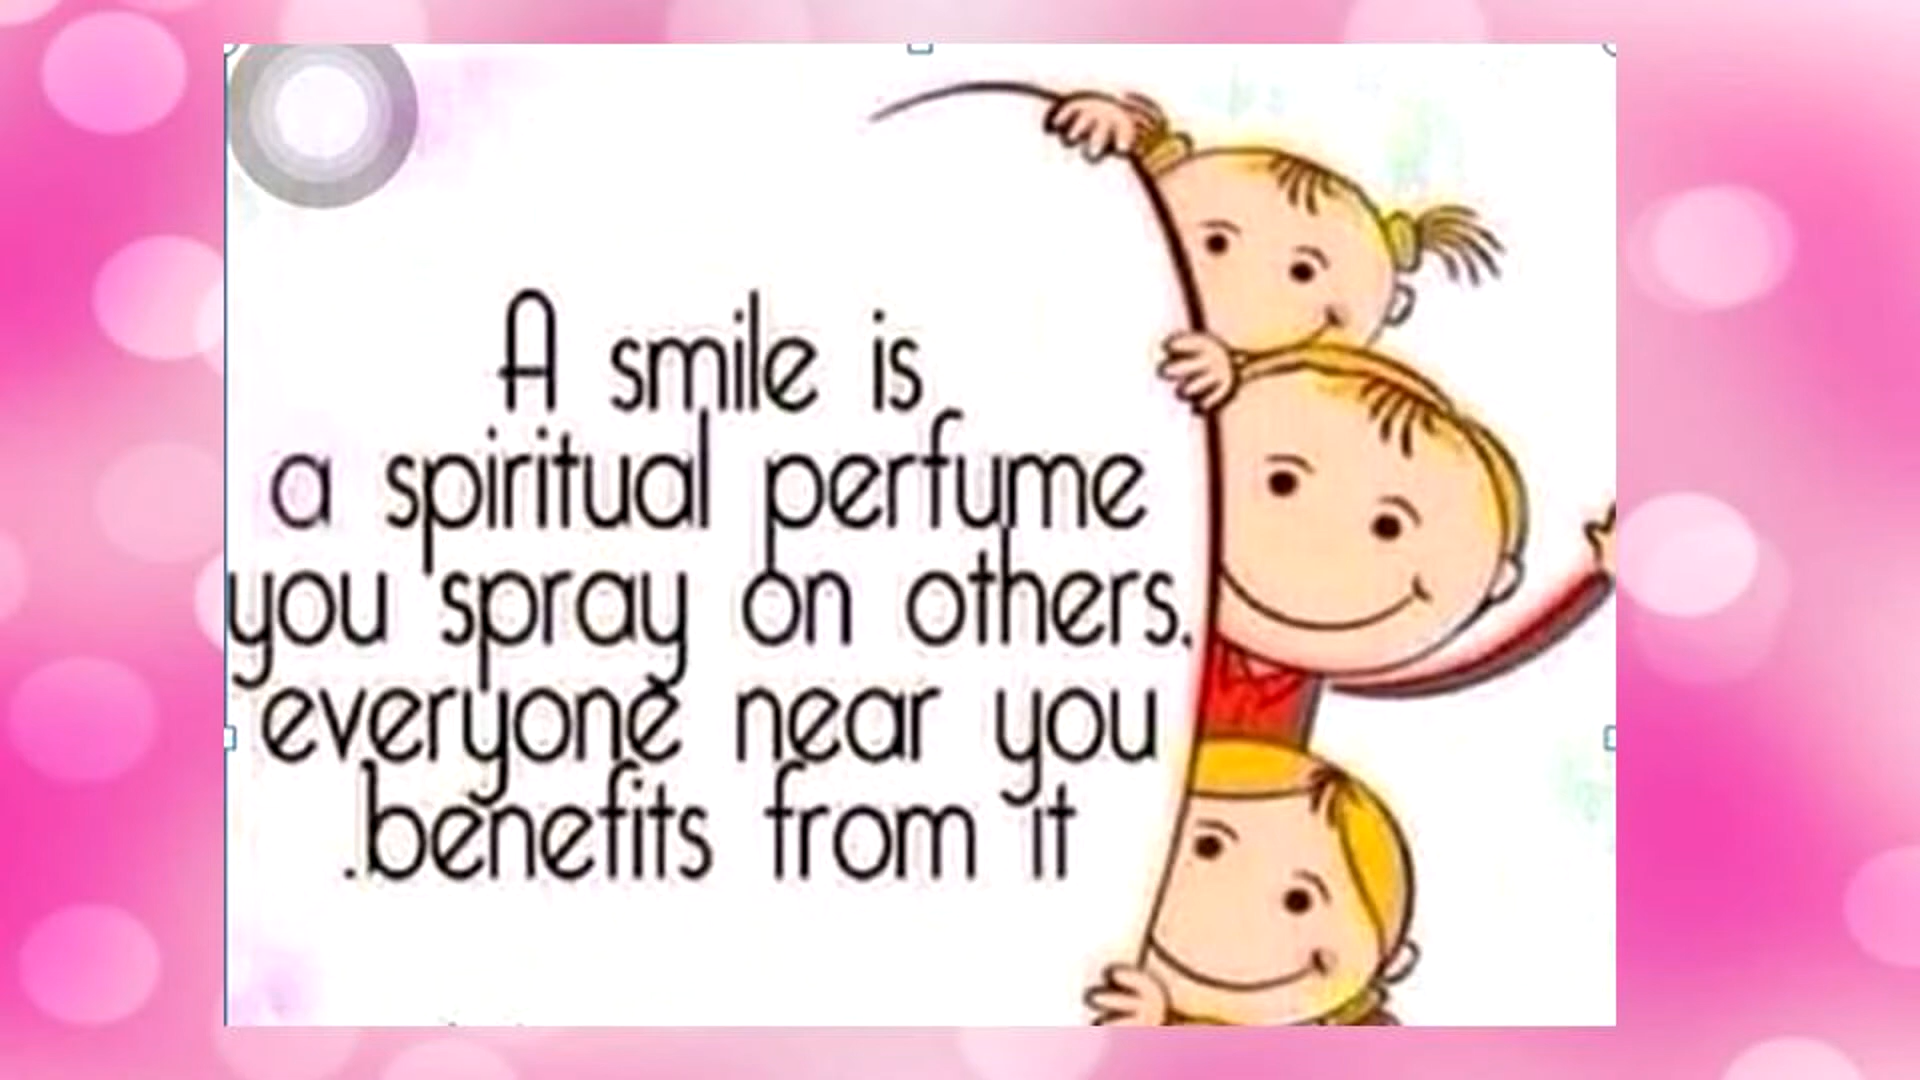 A smile is
a spiritual perfume
you spray on others.
everyone near you
.benefits from it